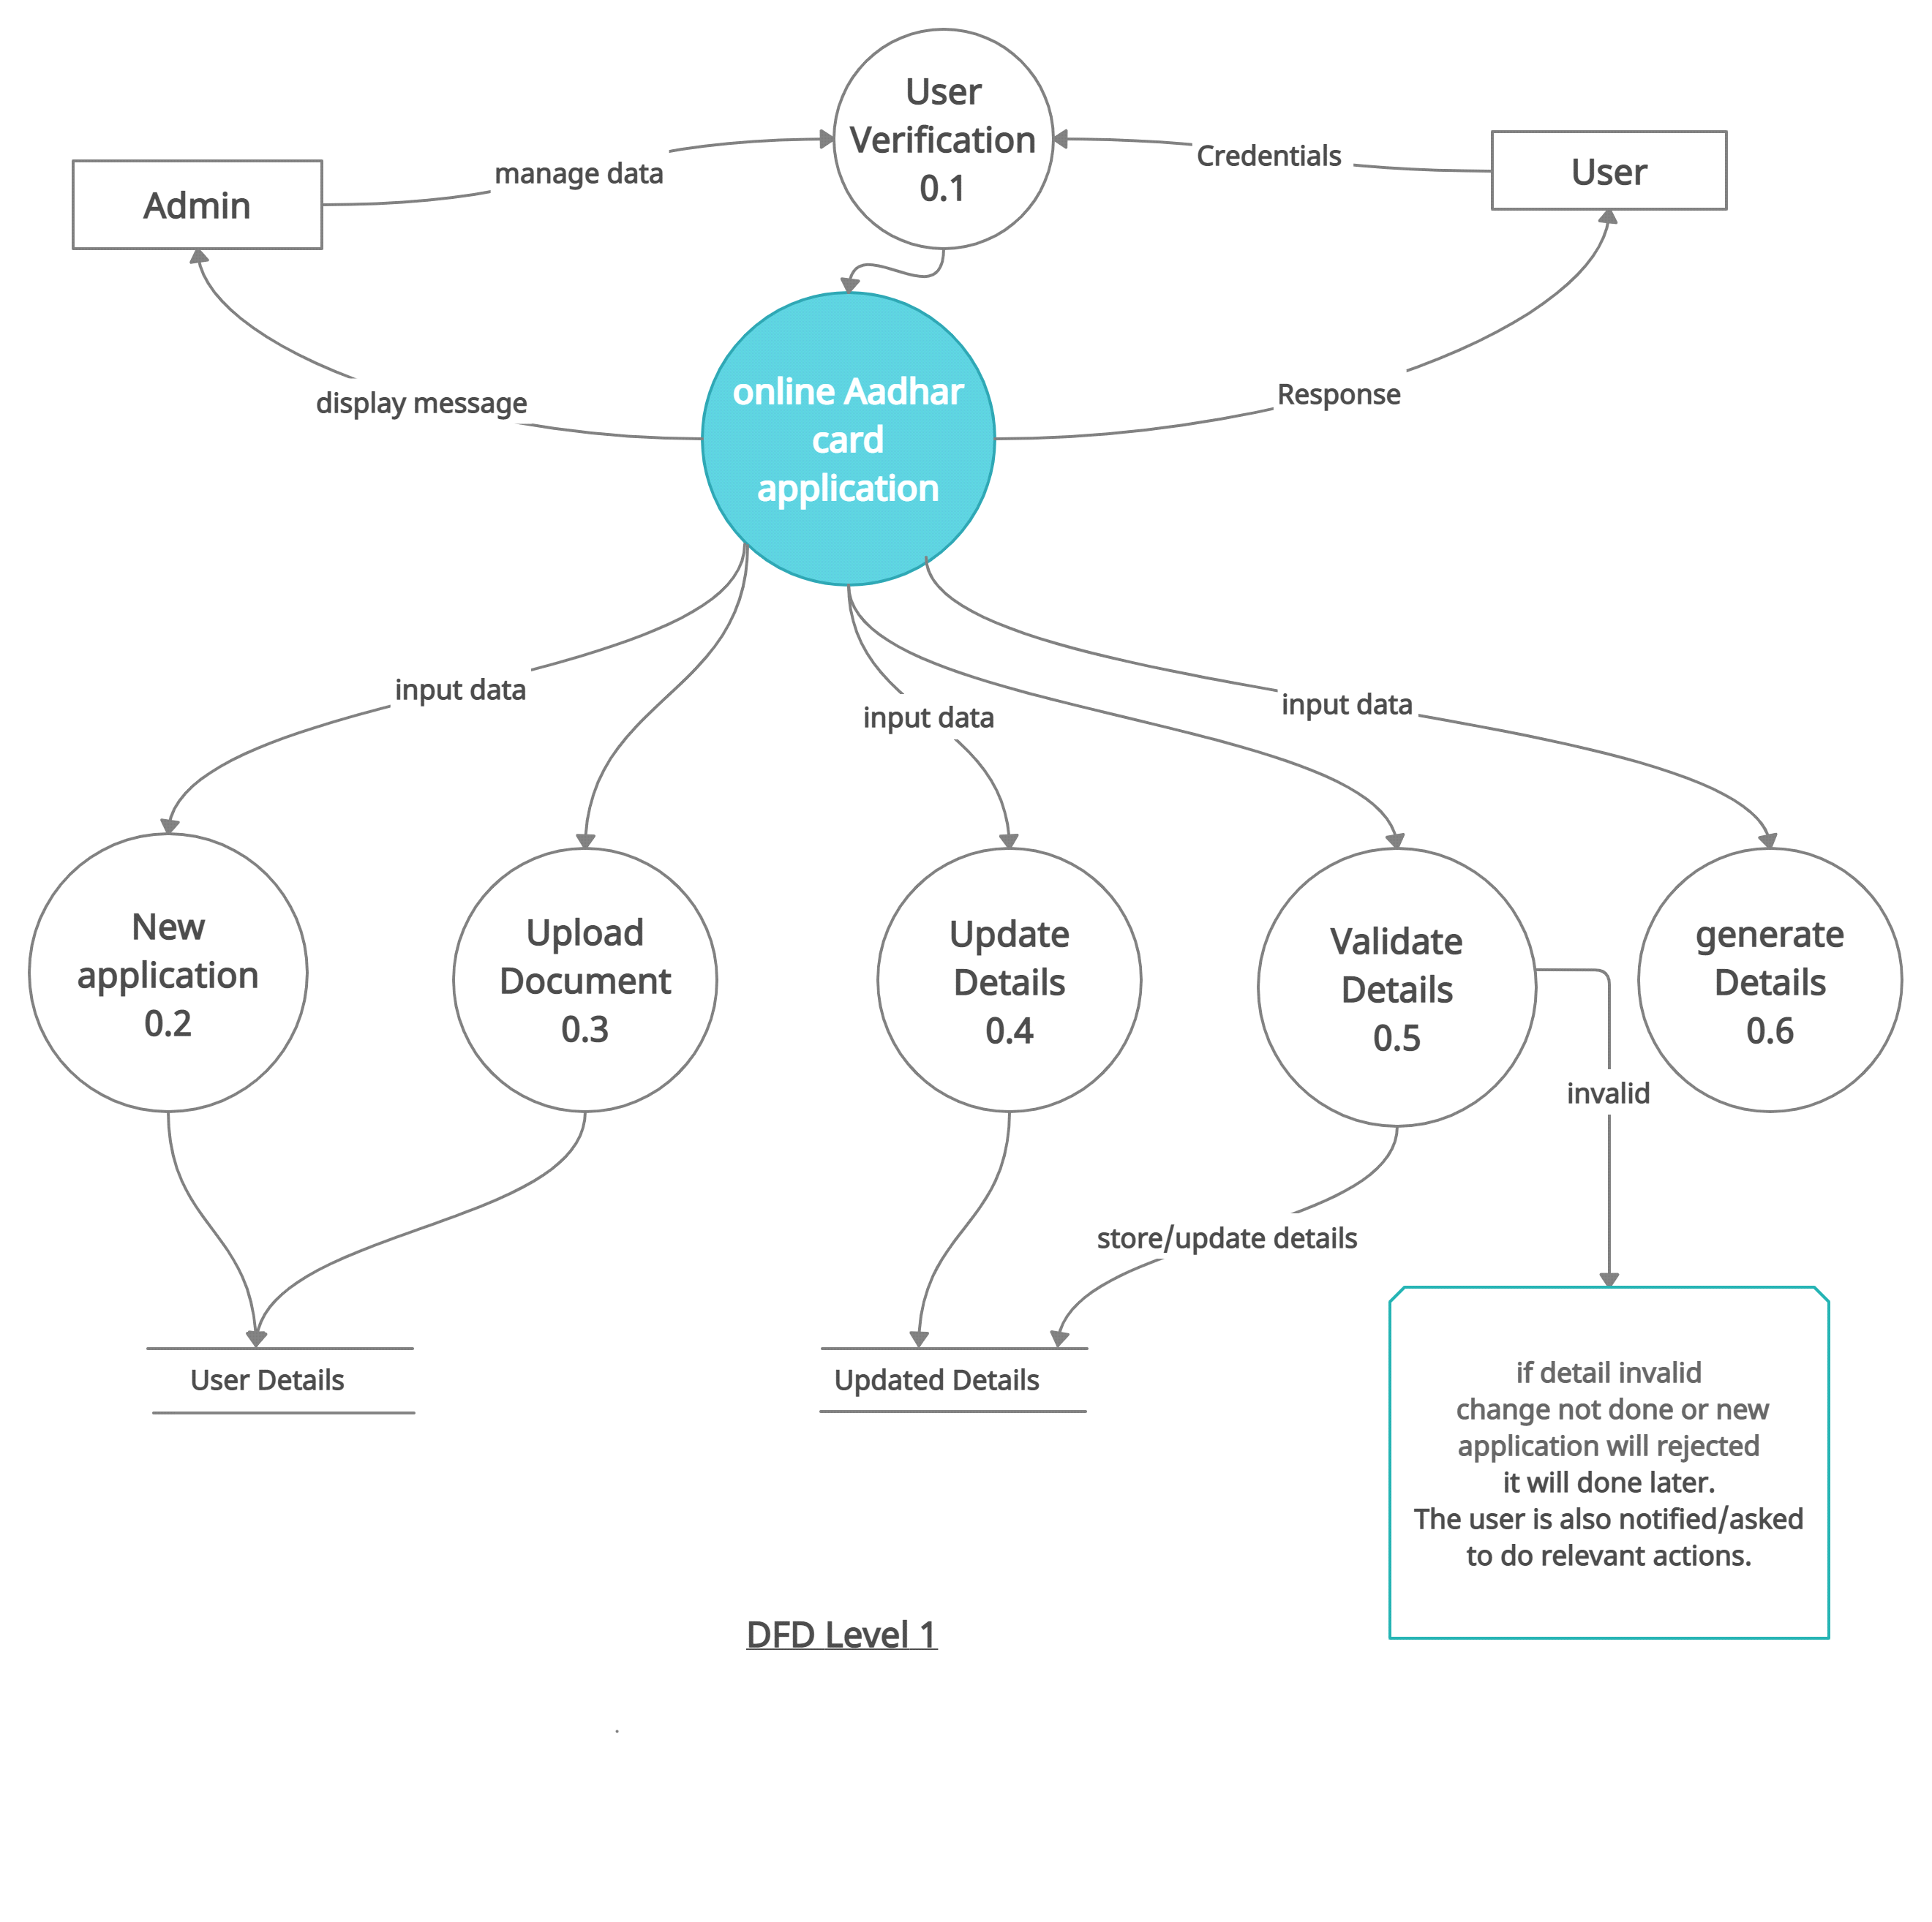 User
Verification
0.1
Admin
manage data
Credentials
User
display message
online Aadhar
card
application
Response
input data
input data
input data
New
application
0.2
Upload
Document
0.3
Update
Details
0.4
Validate
Details
0.5
generate
Details
0.6
invalid
store/update details
User Details
Updated Details
if detail invalid
change not done or new
application will rejected
it will done later.
The user is also notified/asked
to do relevant actions.
DFD Level 1